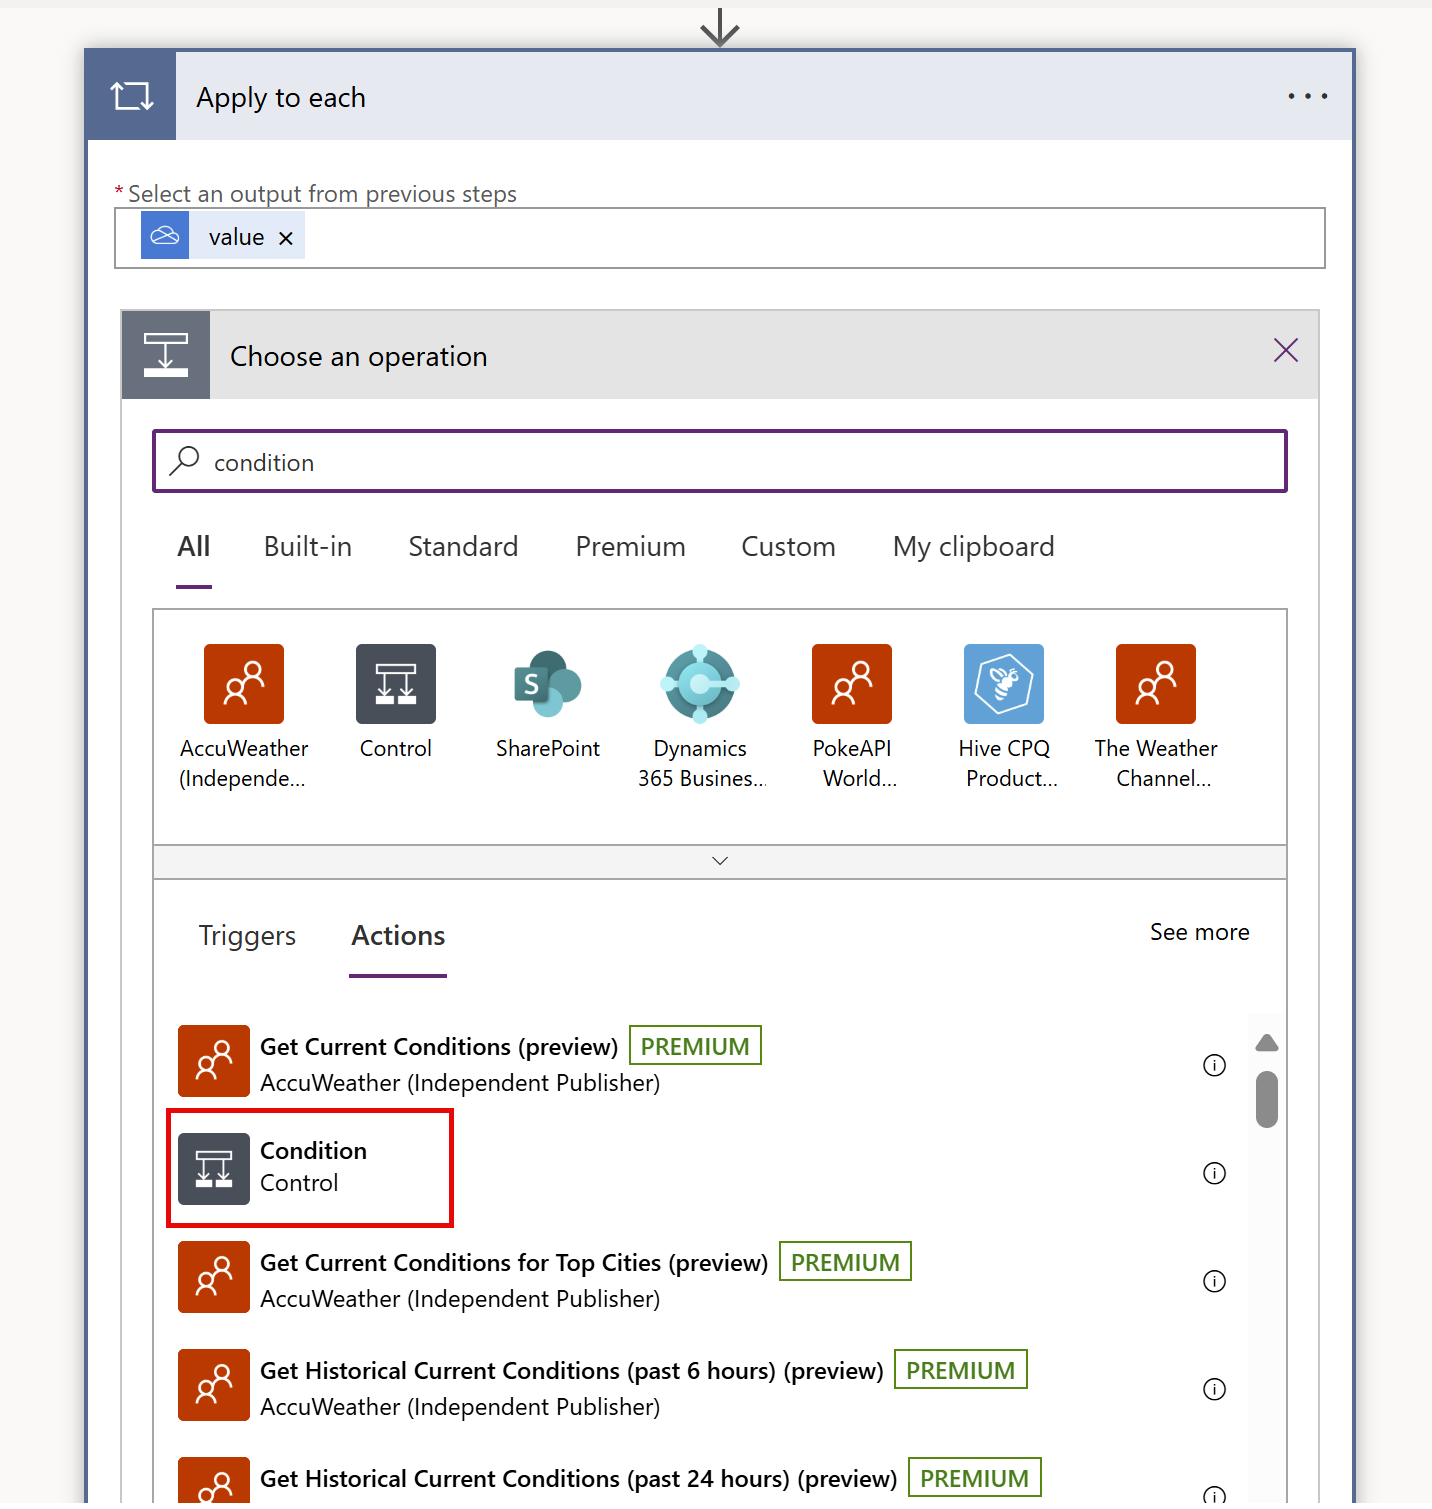 Apply to each
* Select an output from previous steps
value
Choose an operation
condition
All Built-in Standard Premium Custom My clipboard
AccuWeather (Independe...
Control
SharePoint
Dynamics 365 Busines...
PokeAPI World...
Hive CPQ Product...
The Weather Channel...
Triggers Actions See more
Get Current Conditions (preview) PREMIUM
AccuWeather (Independent Publisher)
Condition
Control
Get Current Conditions for Top Cities (preview) PREMIUM
AccuWeather (Independent Publisher)
Get Historical Current Conditions (past 6 hours) (preview) PREMIUM
AccuWeather (Independent Publisher)
Get Historical Current Conditions (past 24 hours) (preview) PREMIUM